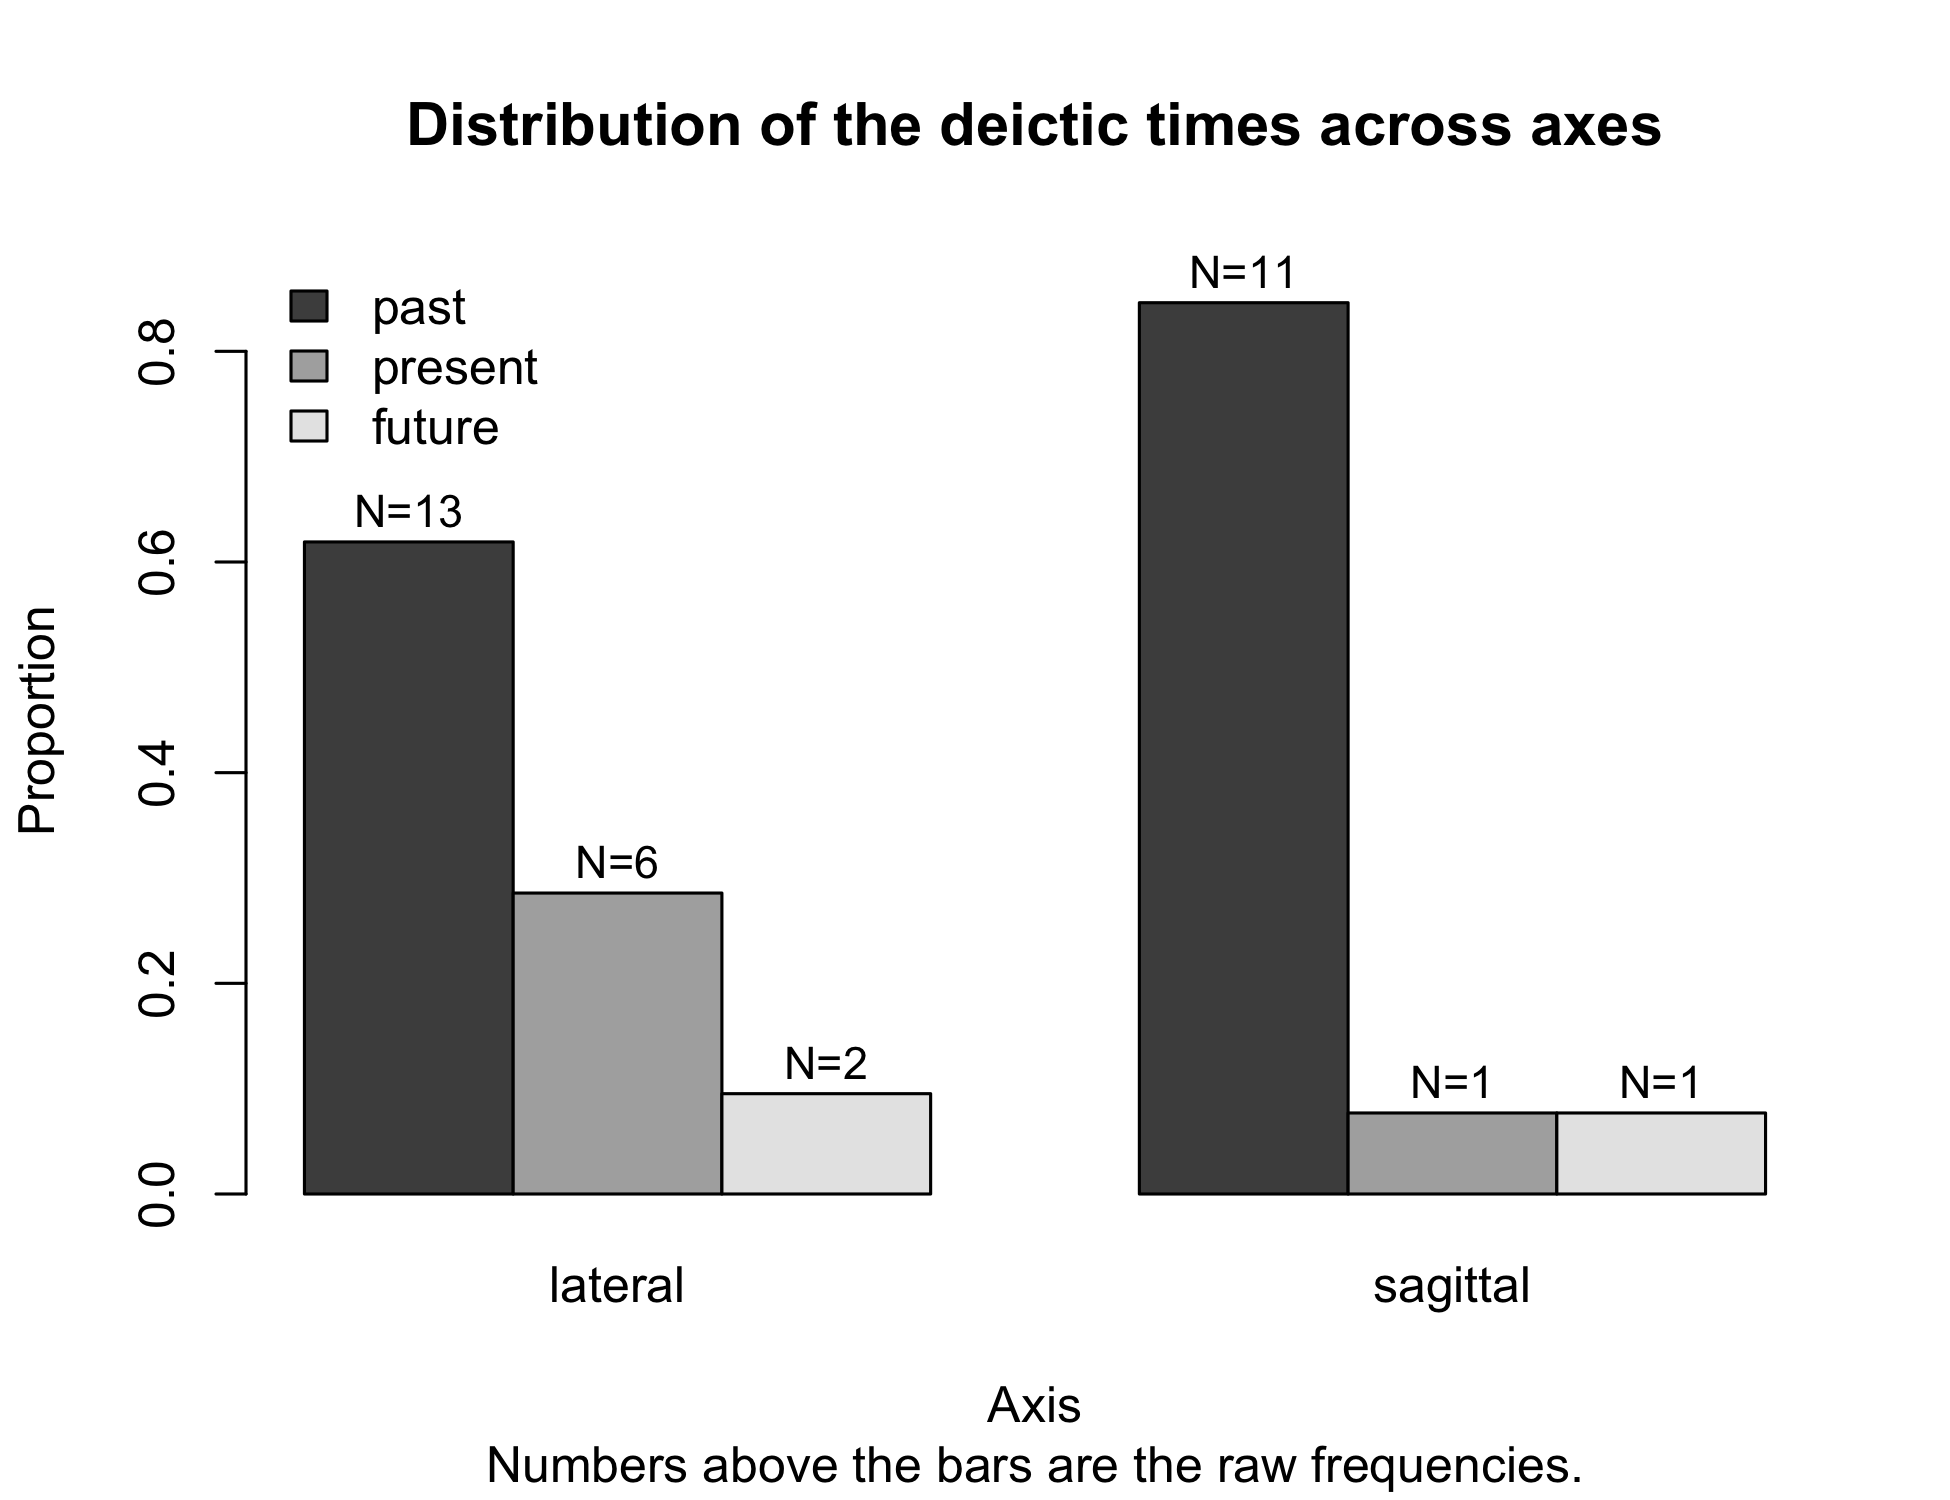 Distribution of the deictic times across axes
past
present
future
N=13
N=6
N=2
N=11
N=1
N=1
0.8
0.6
0.4
0.2
0.0
Proportion
lateral
sagittal
Axis
Numbers above the bars are the raw frequencies.